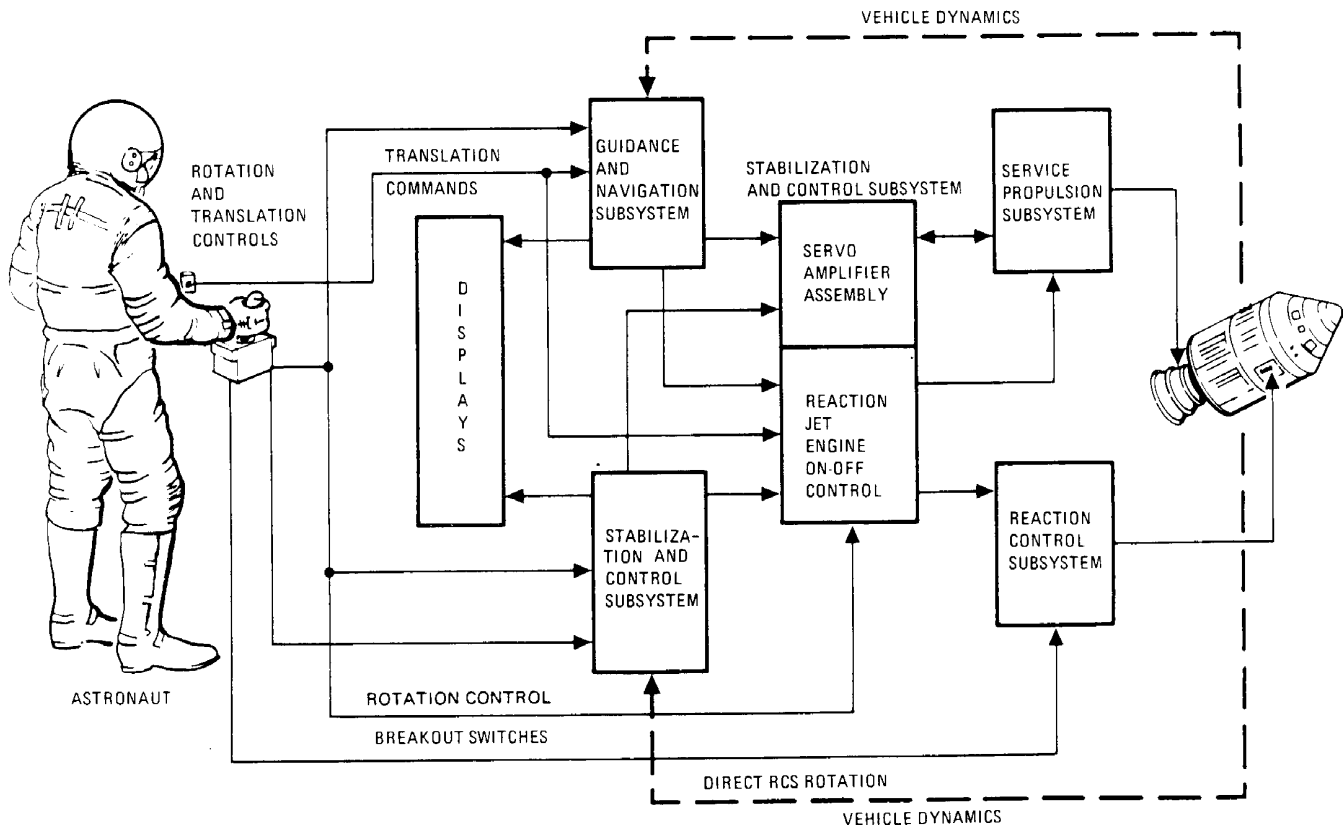 VEHICLE DYNAMICS
ROTATION
AND
TRANSLATION
CONTROLS
TRANSLATION
COMMANDS
GUIDANCE
AND
NAVIGATION
SUBSYSTEM
STABILIZATION
AND CONTROL SUBSYSTEM
SERVICE
PROPULSION
SUBSYSTEM
DISPLAYS
SERVO
AMPLIFIER
ASSEMBLY
REACTION
JET
ENGINE
ON-OFF
CONTROL
STABILIZA-
TION AND
CONTROL
SUBSYSTEM
REACTION
CONTROL
SUBSYSTEM
ASTRONAUT
ROTATION CONTROL
BREAKOUT SWITCHES
DIRECT RCS ROTATION
VEHICLE DYNAMICS